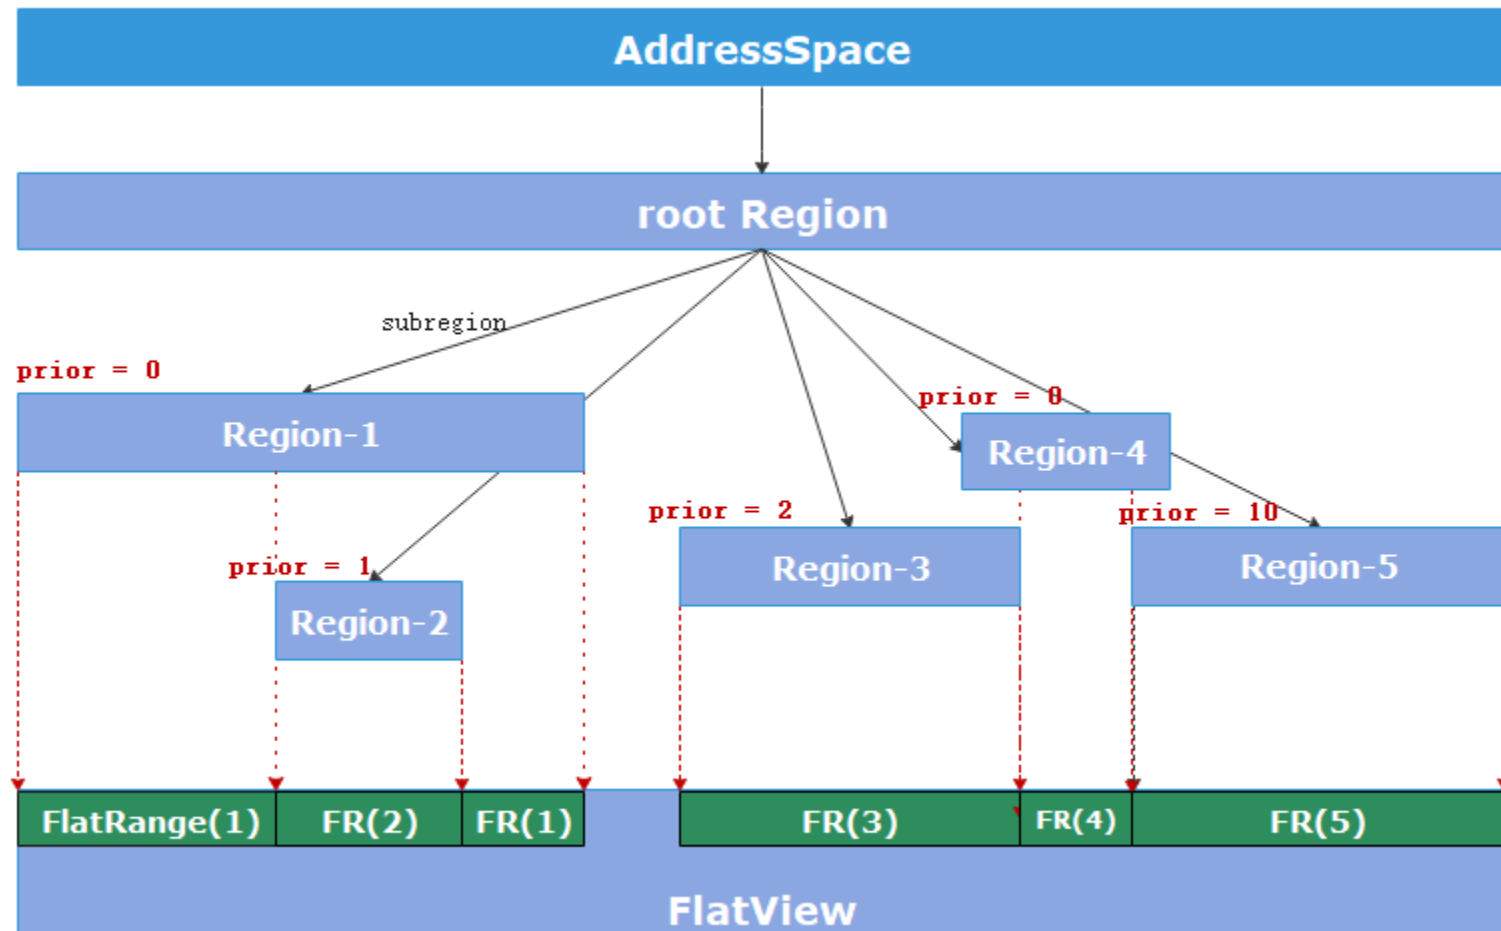 AddressSpace
root Region
subregion
prior = 0
prior = 0
Region-1
Region-4
prior = 2
prior = 10
prior = 1
Region-3
Region-5
Region-2
FlatRange(1)
FR(2)
FR(1)
FR(3)
FR(4)
FR(5)
FlatView